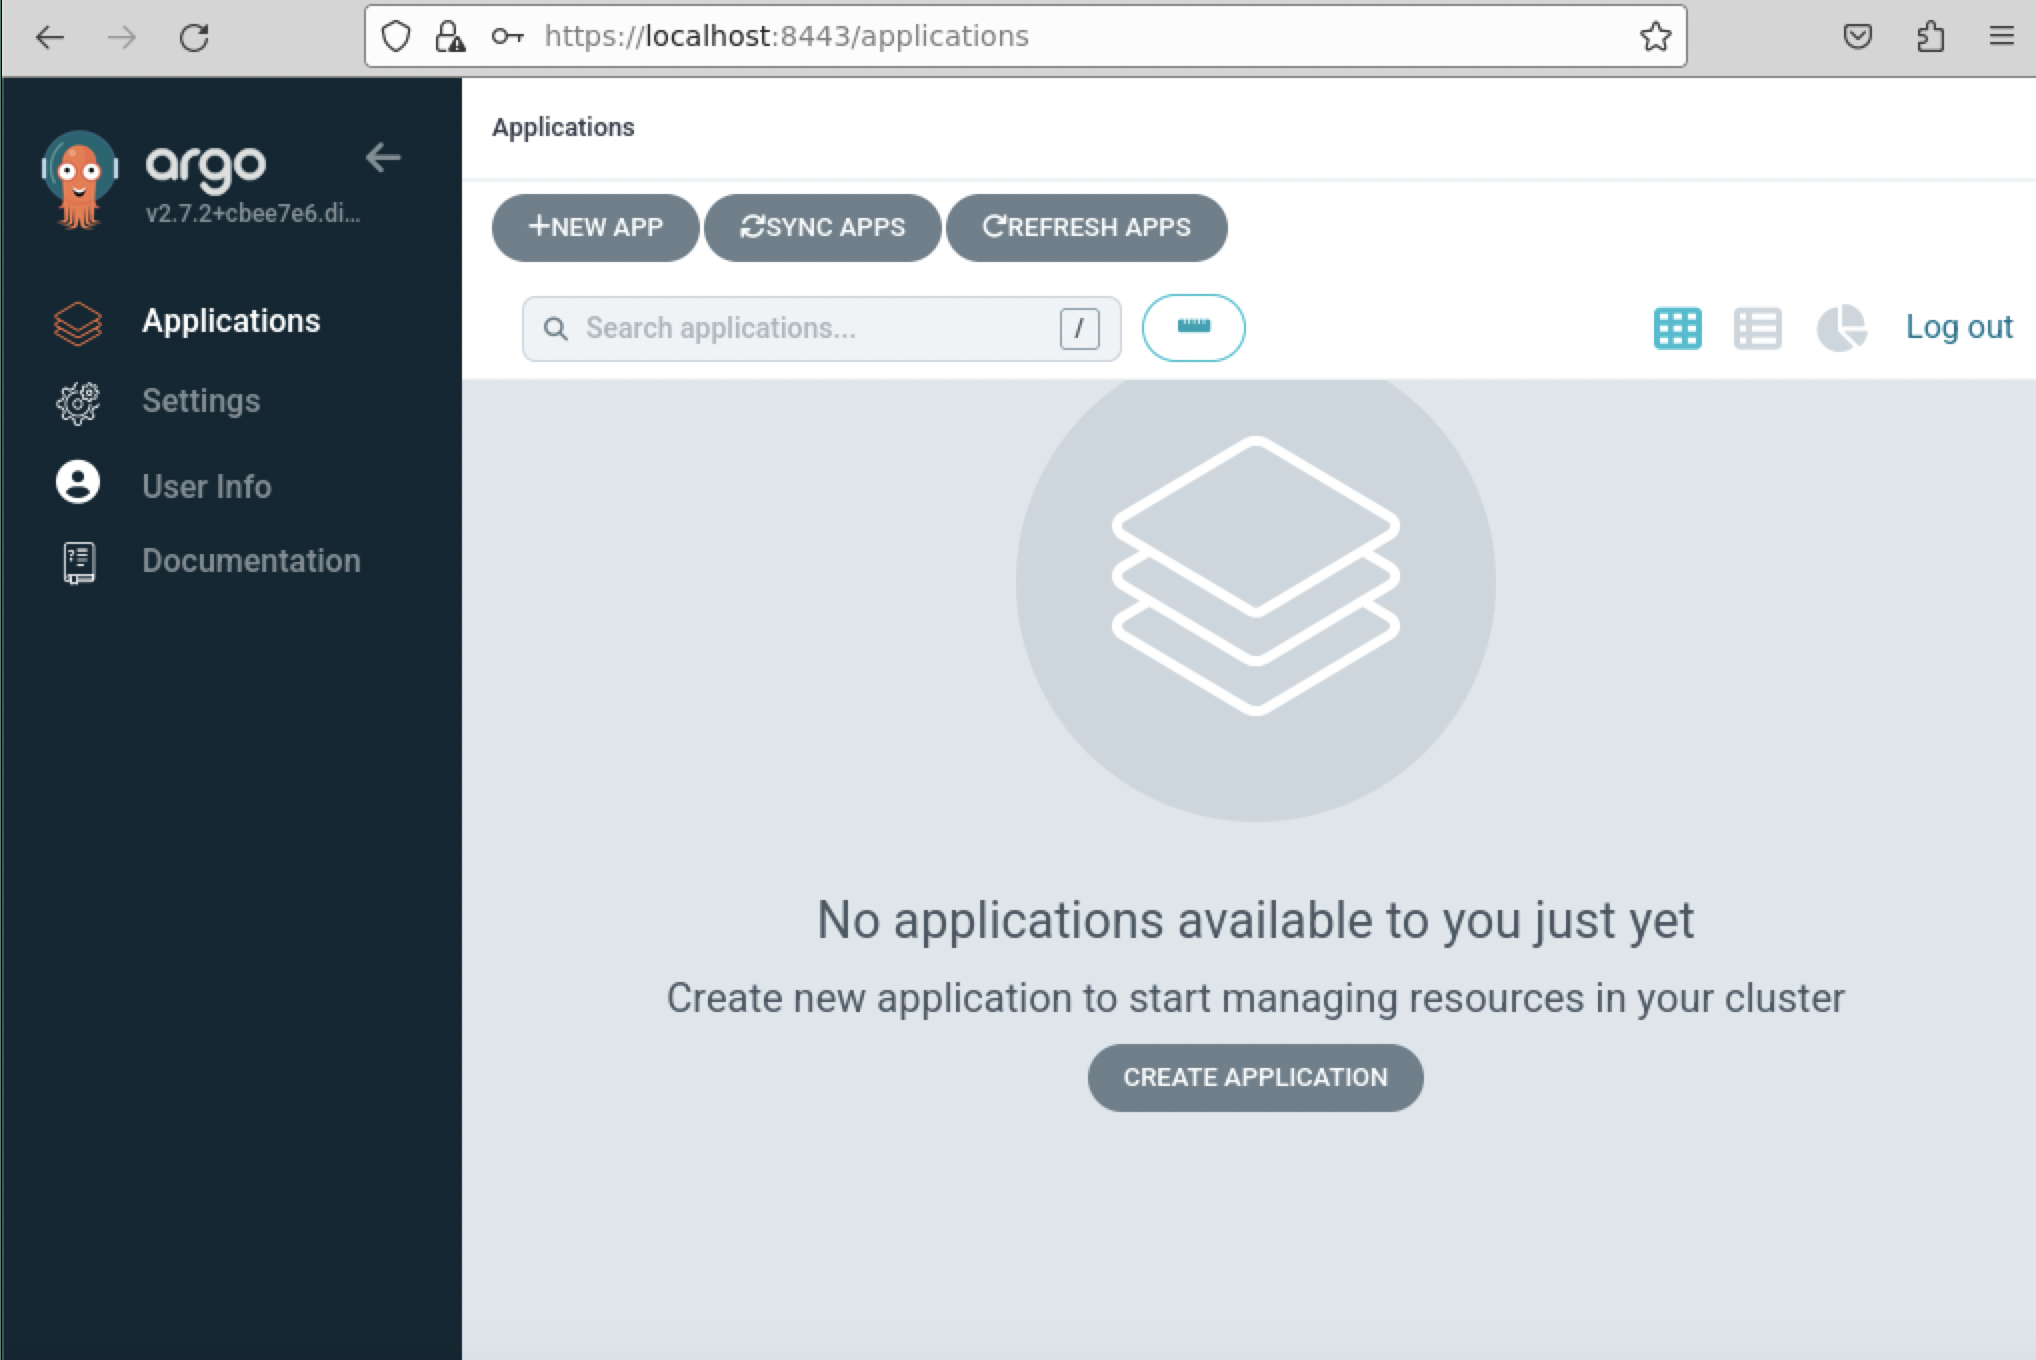 https://localhost:8443/applications
argo
v2.7.2+cbee7e6.di...
Applications
Settings
User Info
Documentation
Applications
NEW APP SYNC APPS REFRESH APPS
Search applications... / Log out
No applications available to you just yet
Create new application to start managing resources in your cluster
CREATE APPLICATION